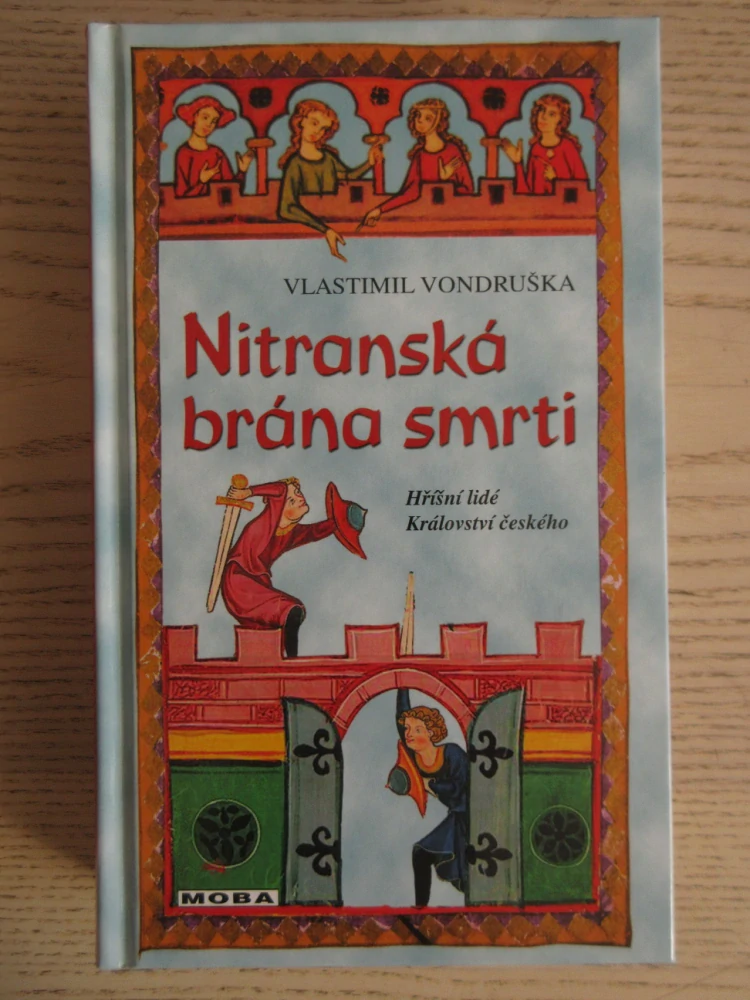 VLASTIMIL VONDRUŠKA
Nitranská
brána smrti
Hříšní lidé
Království českého
MOBA